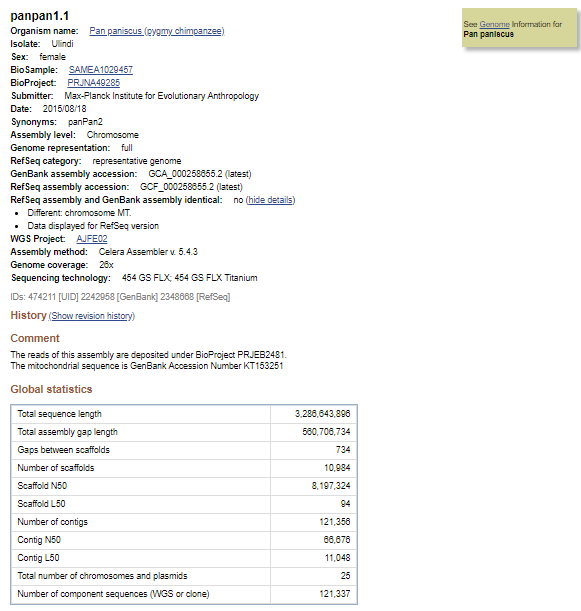 panpan1.1
Organism name: Pan paniscus (pygmy chimpanzee)
Isolate: Ulindi
Sex: female
BioSample: SAMEA1029457
BioProject: PRJNA49285
Submitter: Max-Planck Institute for Evolutionary Anthropology
Date: 2015/08/18
Synonyms: panPan2
Assembly level: Chromosome
Genome representation: full
RefSeq category: representative genome
GenBank assembly accession: GCA_000258655.2 (latest)
RefSeq assembly accession: GCF_000258655.2 (latest)
RefSeq assembly and GenBank assembly identical: no (hide details)
• Different: chromosome MT.
• Data displayed for RefSeq version
WGS Project: AJFE02
Assembly method: Celera Assembler v. 5.4.3
Genome coverage: 26x
Sequencing technology: 454 GS FLX; 454 GS FLX Titanium
IDs: 474211 [UID] 2242958 [GenBank] 2348668 [RefSeq]
See Genome Information for
Pan paniscus
History (Show revision history)
Comment
The reads of this assembly are deposited under BioProject PRJEB2481.
The mitochondrial sequence is GenBank Accession Number KT153251
Global statistics
Total sequence length 3,286,643,896
Total assembly gap length 560,706,734
Gaps between scaffolds 734
Number of scaffolds 10,984
Scaffold N50 8,197,324
Scaffold L50 94
Number of contigs 121,356
Contig N50 66,676
Contig L50 11,048
Total number of chromosomes and plasmids 25
Number of component sequences (WGS or clone) 121,337